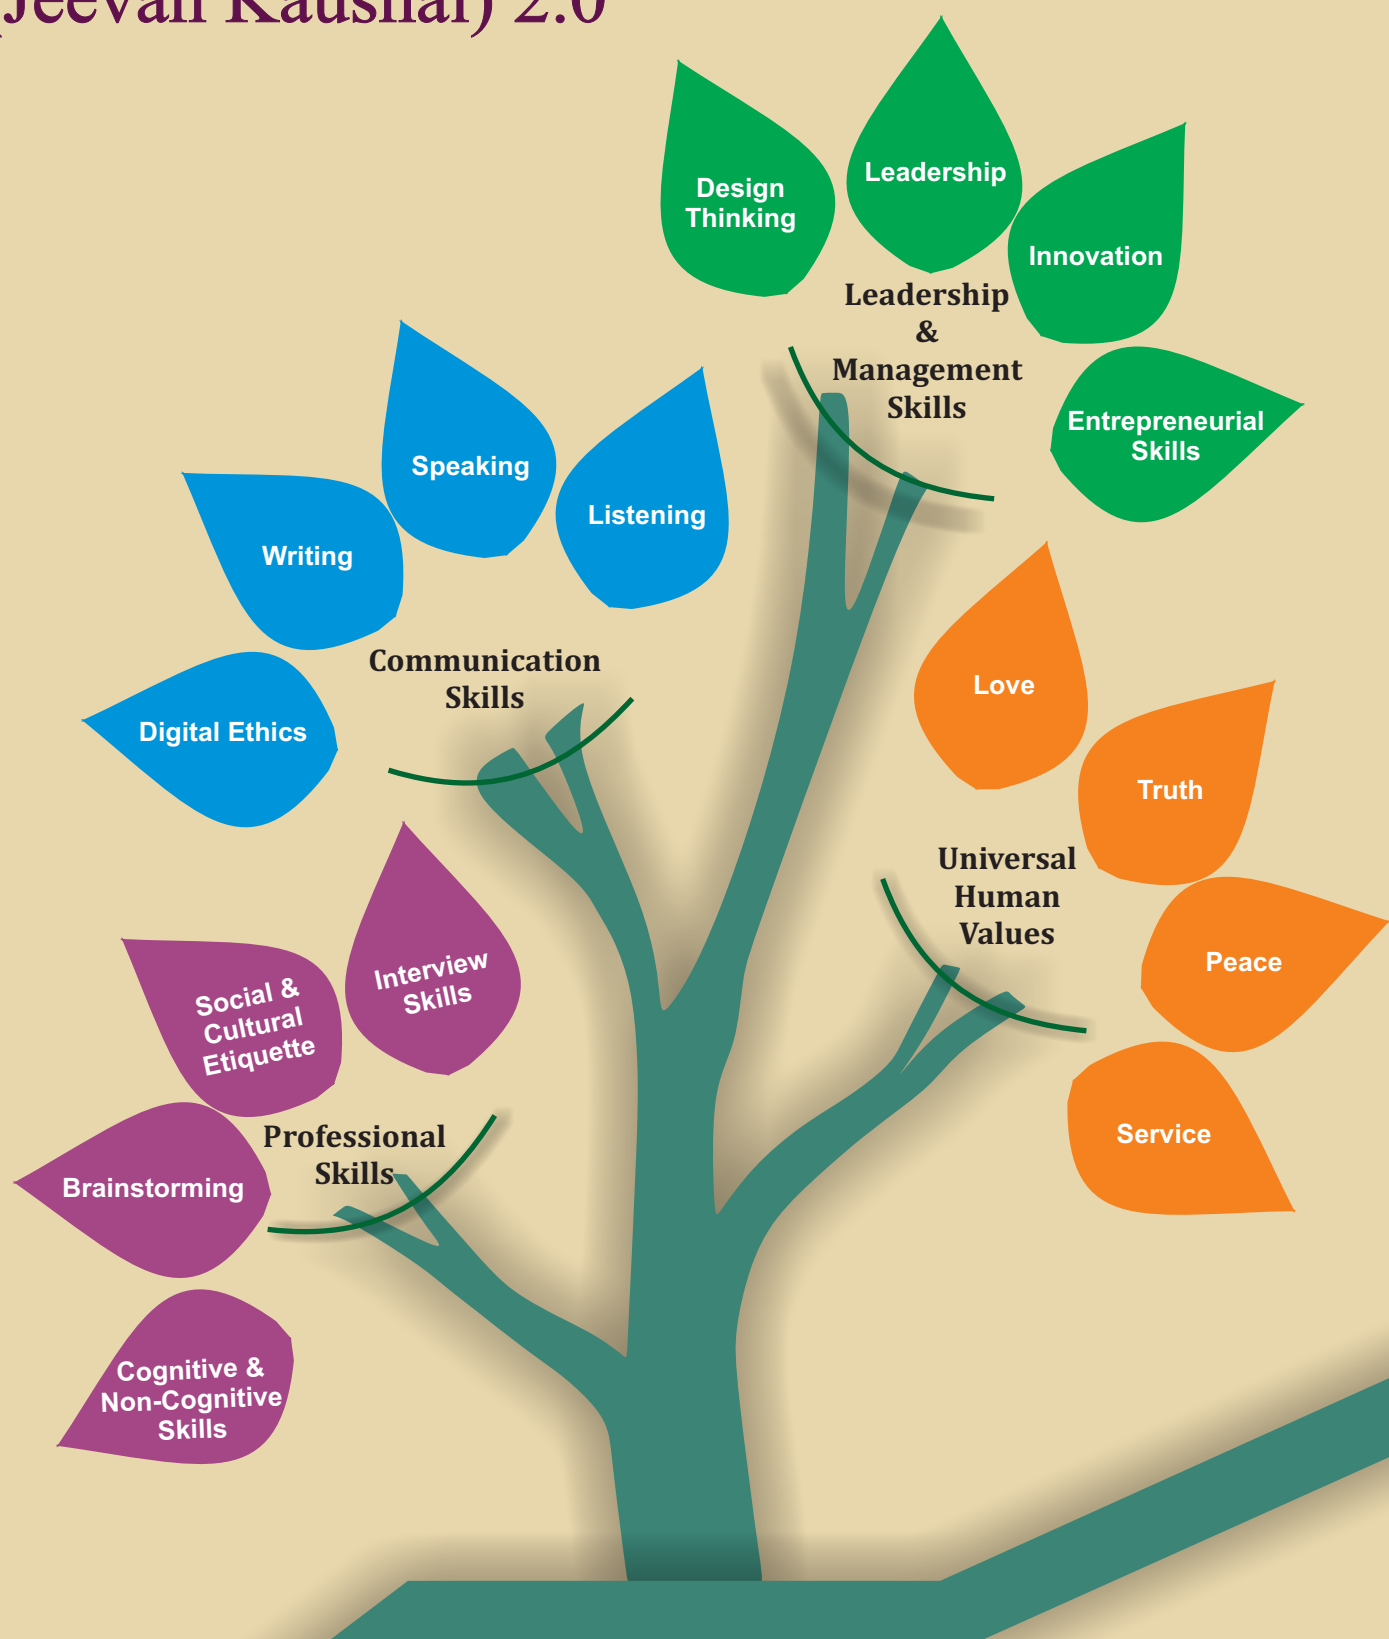 (Jeevan Kaushal) 2.0
Design
Thinking
Leadership
Innovation
Entrepreneurial
Skills
Leadership
&
Management
Skills
Speaking
Listening
Writing
Digital Ethics
Communication
Skills
Love
Truth
Peace
Service
Universal
Human
Values
Interview
Skills
Social &
Cultural
Etiquette
Brainstorming
Cognitive &
Non-Cognitive
Skills
Professional
Skills